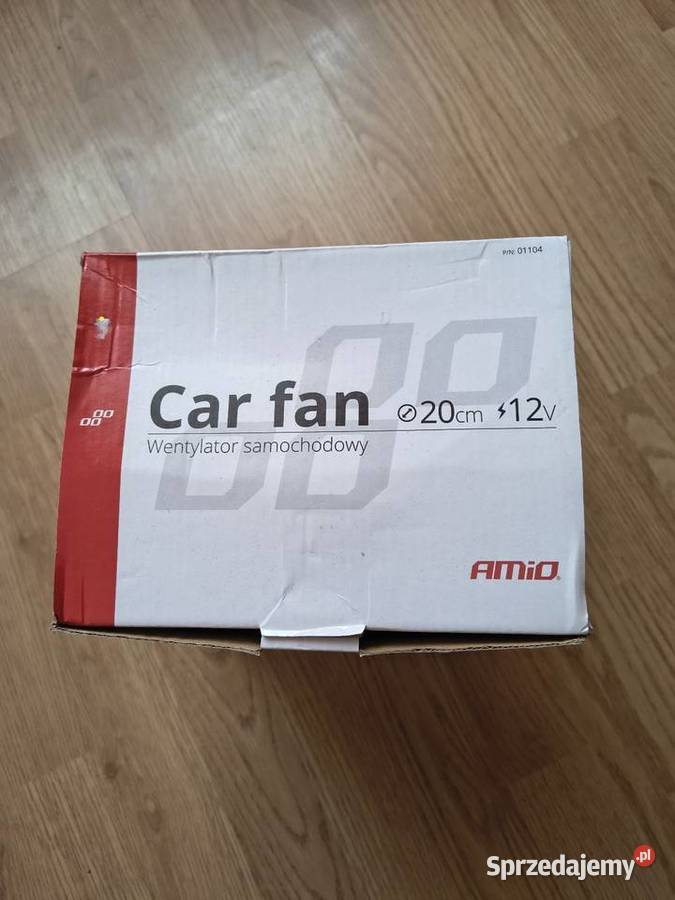 P/N: 01104
Car fan
⌀20cm ⚡12V
Wentylator samochodowy
AMiO®
Sprzedajemy.pl